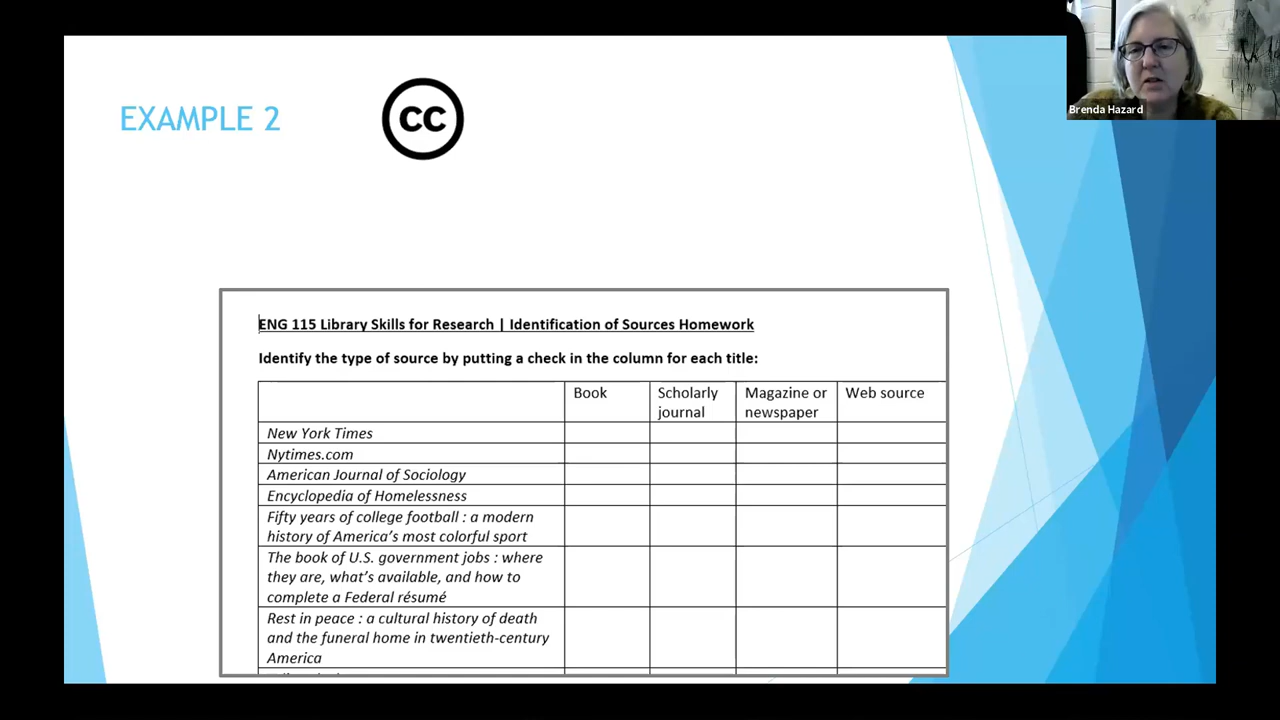 EXAMPLE 2
CC
Brenda Hazard
ENG 115 Library Skills for Research | Identification of Sources Homework
Identify the type of source by putting a check in the column for each title:
Book
Scholarly
journal
Magazine or
newspaper
Web source
New York Times
Nytimes.com
American Journal of Sociology
Encyclopedia of Homelessness
Fifty years of college football : a modern
history of America’s most colorful sport
The book of U.S. government jobs : where
they are, what’s available, and how to
complete a Federal résumé
Rest in peace : a cultural history of death
and the funeral home in twentieth-century
America